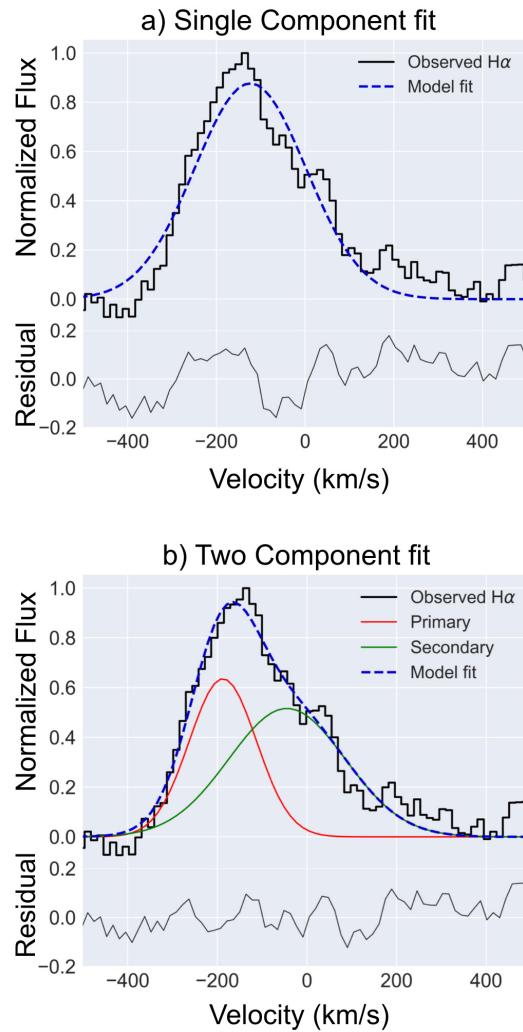 a) Single Component fit
Normalized Flux
1.0
0.8
0.6
0.4
0.2
0.0
Observed Hα
Model fit
Residual
0.2
0.0
−0.2
−400 −200 0 200 400
Velocity (km/s)
b) Two Component fit
Normalized Flux
1.0
0.8
0.6
0.4
0.2
0.0
Observed Hα
Primary
Secondary
Model fit
Residual
0.2
0.0
−0.2
−400 −200 0 200 400
Velocity (km/s)